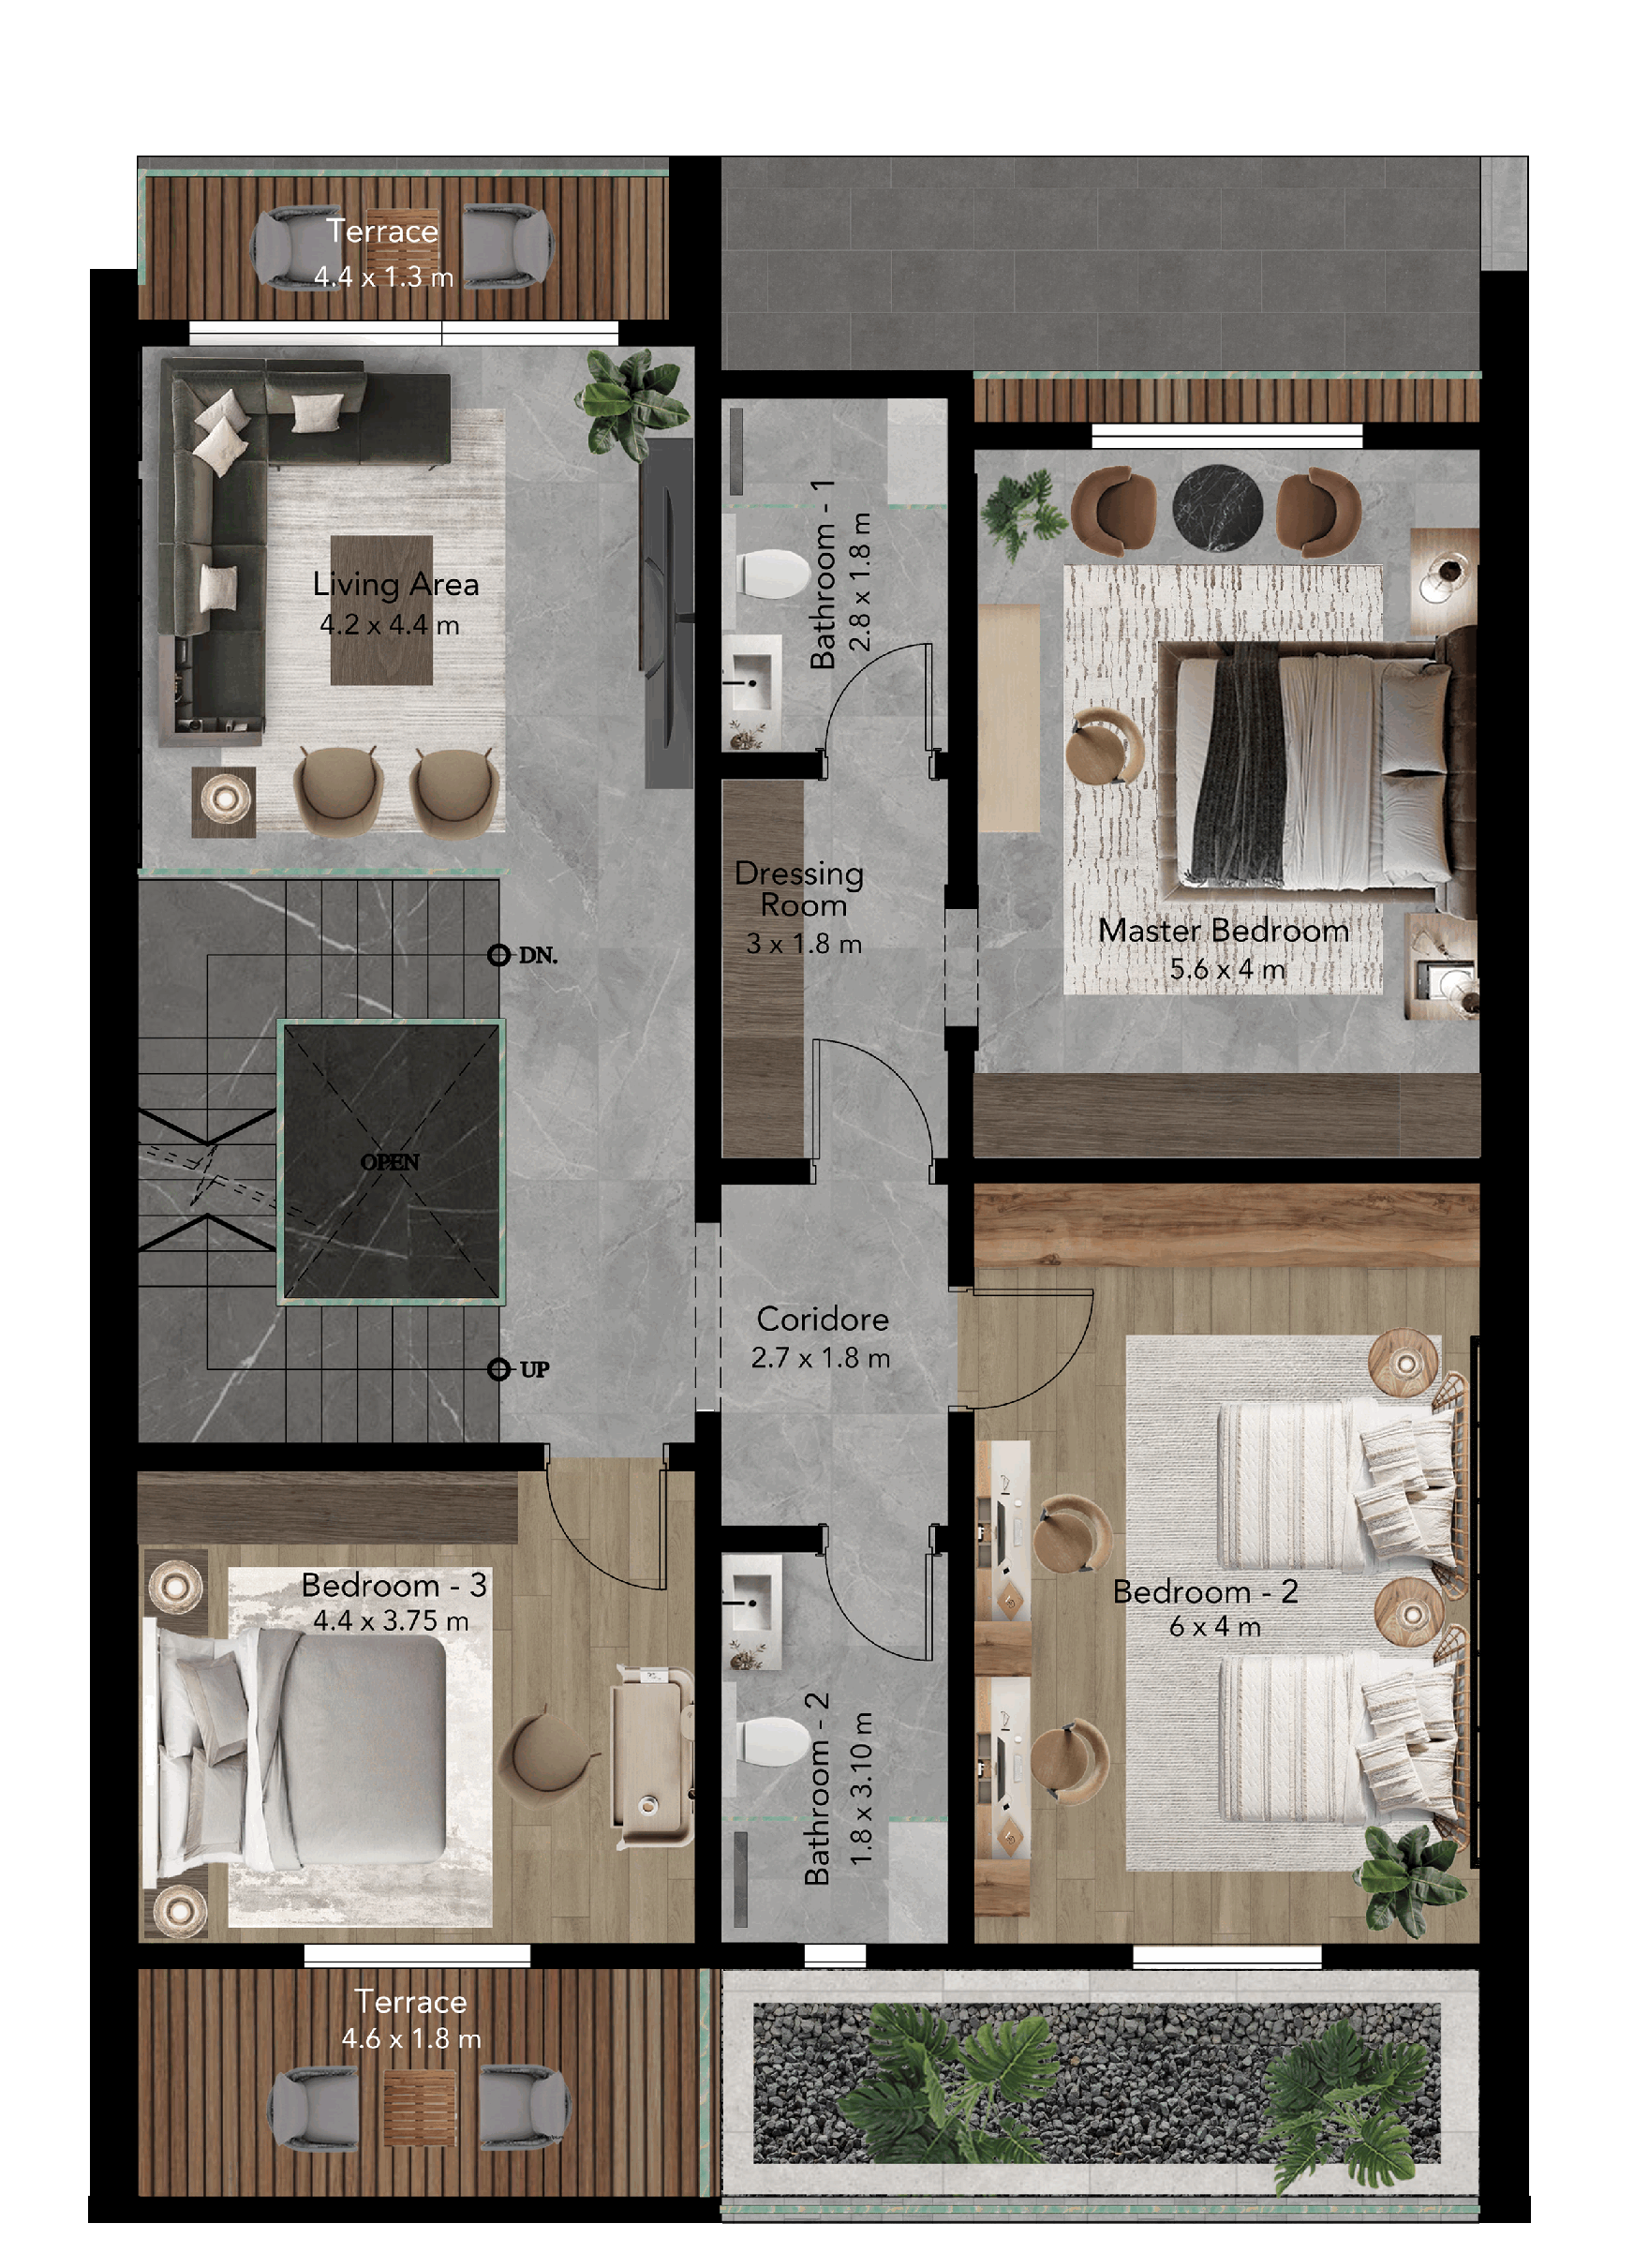 Terrace
4.4 x 1.3 m
Living Area
4.2 x 4.4 m
Bathroom - 1
2.8 x 1.8 m
Dressing
Room
3 x 1.8 m
Master Bedroom
5.6 x 4 m
DN.
OPEN
UP
Coridore
2.7 x 1.8 m
Bedroom - 3
4.4 x 3.75 m
Bedroom - 2
6 x 4 m
Bathroom - 2
1.8 x 3.10 m
Terrace
4.6 x 1.8 m